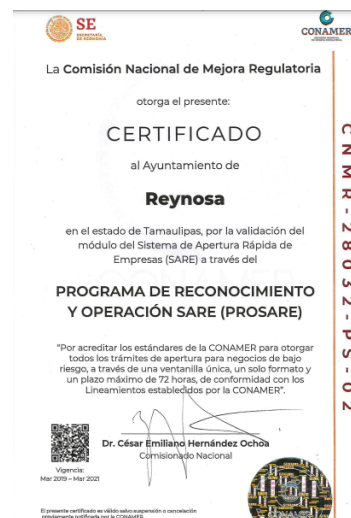 SE
SECRETARÍA
DE ECONOMÍA
CONAMER
La Comisión Nacional de Mejora Regulatoria
otorga el presente:
CERTIFICADO
al Ayuntamiento de
Reynosa
en el estado de Tamaulipas, por la validación del
módulo del Sistema de Apertura Rápida de
Empresas (SARE) a través del
PROGRAMA DE RECONOCIMIENTO
Y OPERACIÓN SARE (PROSARE)
"Por acreditar los estándares de la CONAMER para otorgar
todos los trámites de apertura para negocios de bajo
riesgo, a través de una ventanilla única, un solo formato y
un plazo máximo de 72 horas, de conformidad con los
Lineamientos establecidos por la CONAMER".
Dr. César Emiliano Hernández Ochoa
Comisionado Nacional
Vigencia:
Mar 2019 – Mar 2021
El presente certificado es válido salvo suspensión o cancelación
previamente notificada por la CONAMER
CNMR-28032-PS-02